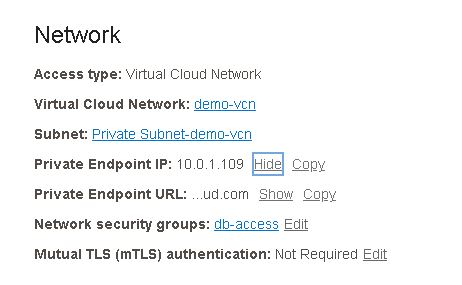 Network
Access type: Virtual Cloud Network
Virtual Cloud Network: demo-vcn
Subnet: Private Subnet-demo-vcn
Private Endpoint IP: 10.0.1.109 Hide Copy
Private Endpoint URL: ...ud.com Show Copy
Network security groups: db-access Edit
Mutual TLS (mTLS) authentication: Not Required Edit